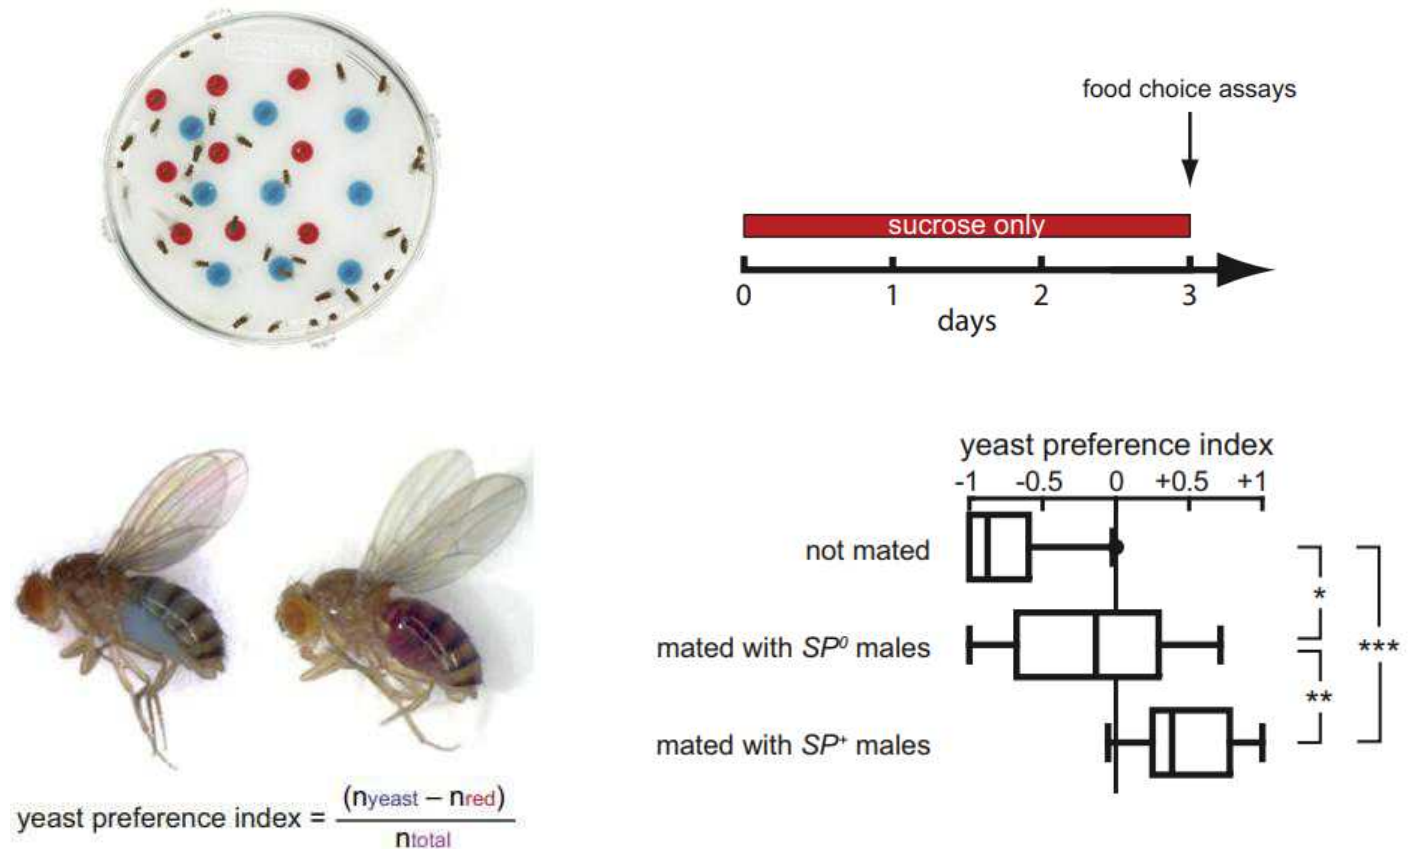 food choice assays
sucrose only
0 1 2 3
days
yeast preference index = (nyeast – nred)
ntotal
yeast preference index
-1 -0.5 0 +0.5 +1
not mated
mated with SP⁰ males
mated with SP⁺ males
*
**
***